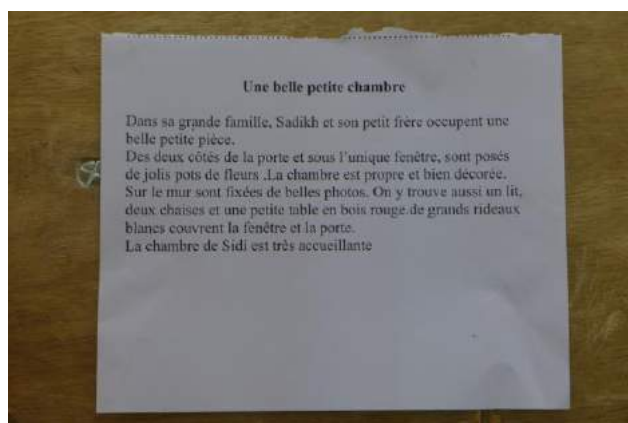 Une belle petite chambre
Dans sa grande famille, Sadikh et son petit frère occupent une
belle petite pièce.
Des deux côtés de la porte et sous l'unique fenêtre, sont posés
de jolis pots de fleurs .La chambre est propre et bien décorée.
Sur le mur sont fixées de belles photos. On y trouve aussi un lit,
deux chaises et une petite table en bois rouge.de grands rideaux
blancs couvrent la fenêtre et la porte.
La chambre de Sidi est très accueillante